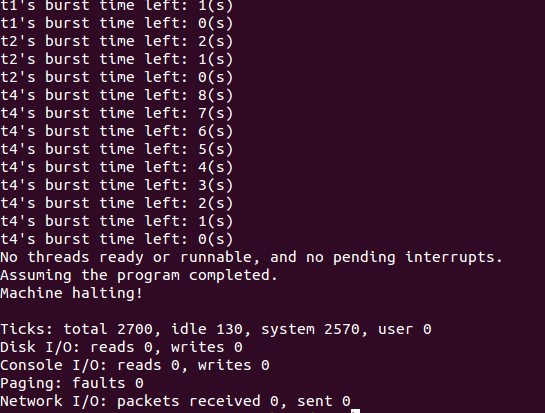 t1's burst time left: 1(s)
t1's burst time left: 0(s)
t2's burst time left: 2(s)
t2's burst time left: 1(s)
t2's burst time left: 0(s)
t4's burst time left: 8(s)
t4's burst time left: 7(s)
t4's burst time left: 6(s)
t4's burst time left: 5(s)
t4's burst time left: 4(s)
t4's burst time left: 3(s)
t4's burst time left: 2(s)
t4's burst time left: 1(s)
t4's burst time left: 0(s)
No threads ready or runnable, and no pending interrupts.
Assuming the program completed.
Machine halting!
Ticks: total 2700, idle 130, system 2570, user 0
Disk I/O: reads 0, writes 0
Console I/O: reads 0, writes 0
Paging: faults 0
Network I/O: packets received 0, sent 0